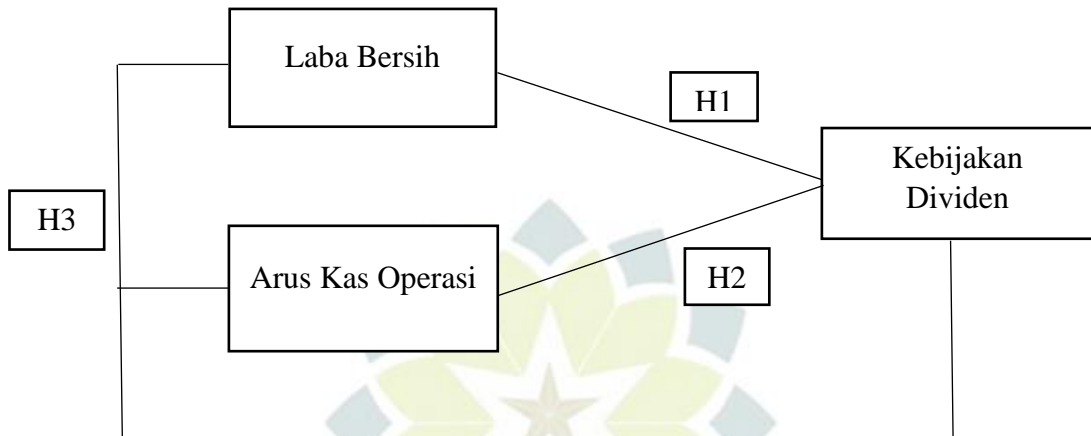 Laba Bersih
H1
Kebijakan
Dividen
H3
Arus Kas Operasi
H2